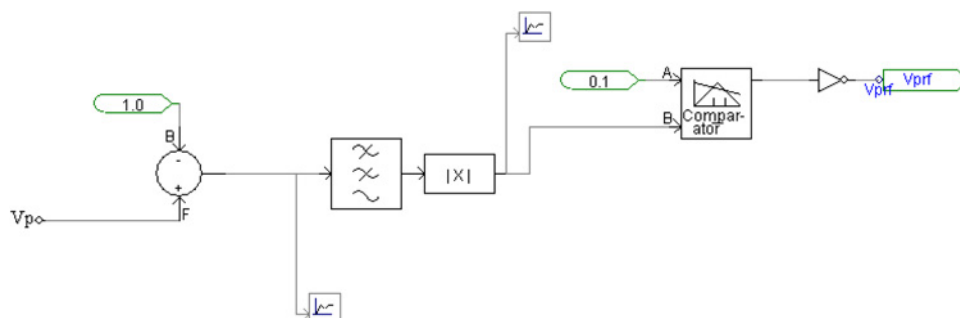 1.0
B
-
+
F
Vp
|X|
A
0.1
B
Compar-
ator
Vprf
Vprf